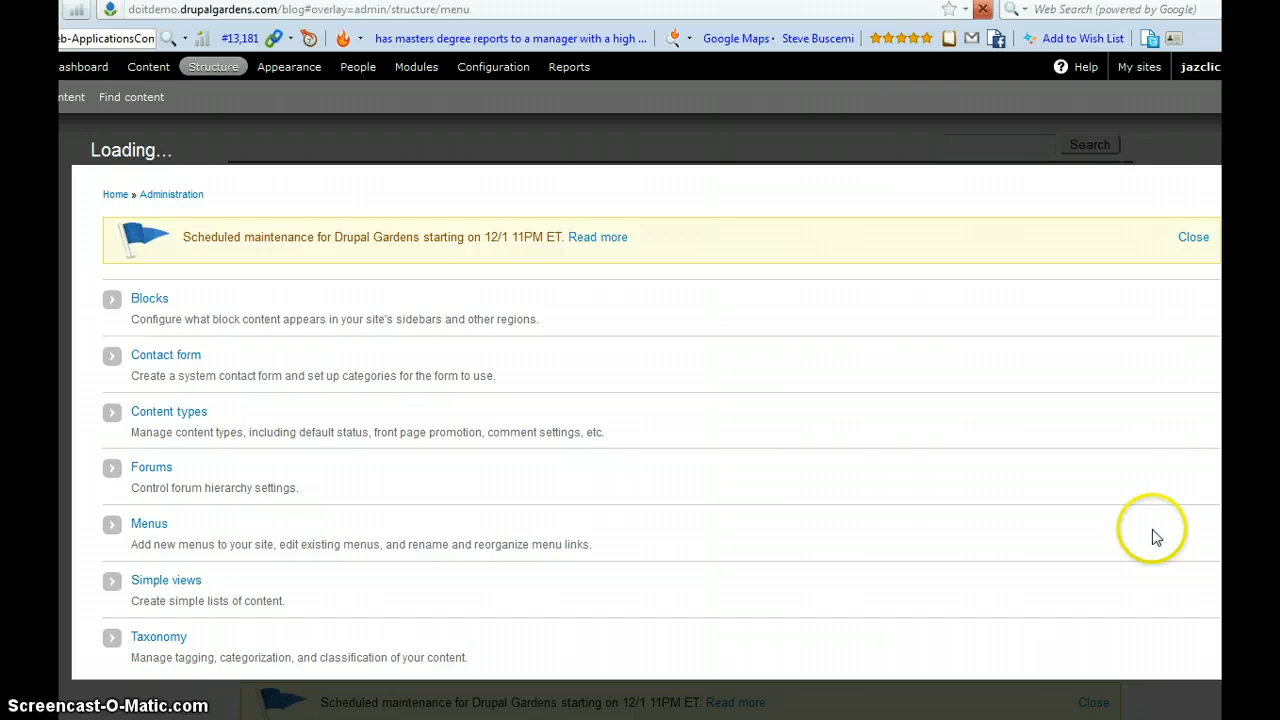 doitdemo.drupalgardens.com/blog#overlay=admin/structure/menu
Web Search (powered by Google)
eb-ApplicationsCon
#13,181
has masters degree reports to a manager with a high ...
Google Maps
Steve Buscemi
Add to Wish List
ashboard Content Structure Appearance People Modules Configuration Reports
Help My sites jazclic
ntent Find content
Loading...
Search
Home » Administration
Scheduled maintenance for Drupal Gardens starting on 12/1 11PM ET. Read more
Close
Blocks
Configure what block content appears in your site's sidebars and other regions.
Contact form
Create a system contact form and set up categories for the form to use.
Content types
Manage content types, including default status, front page promotion, comment settings, etc.
Forums
Control forum hierarchy settings.
Menus
Add new menus to your site, edit existing menus, and rename and reorganize menu links.
Simple views
Create simple lists of content.
Taxonomy
Manage tagging, categorization, and classification of your content.
Scheduled maintenance for Drupal Gardens starting on 12/1 11PM ET. Read more
Close
Screencast-O-Matic.com